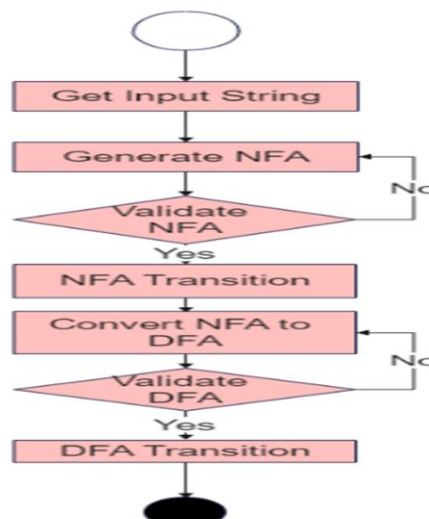 Get Input String
Generate NFA
No
Validate
NFA
Yes
NFA Transition
Convert NFA to
DFA
No
Validate
DFA
Yes
DFA Transition